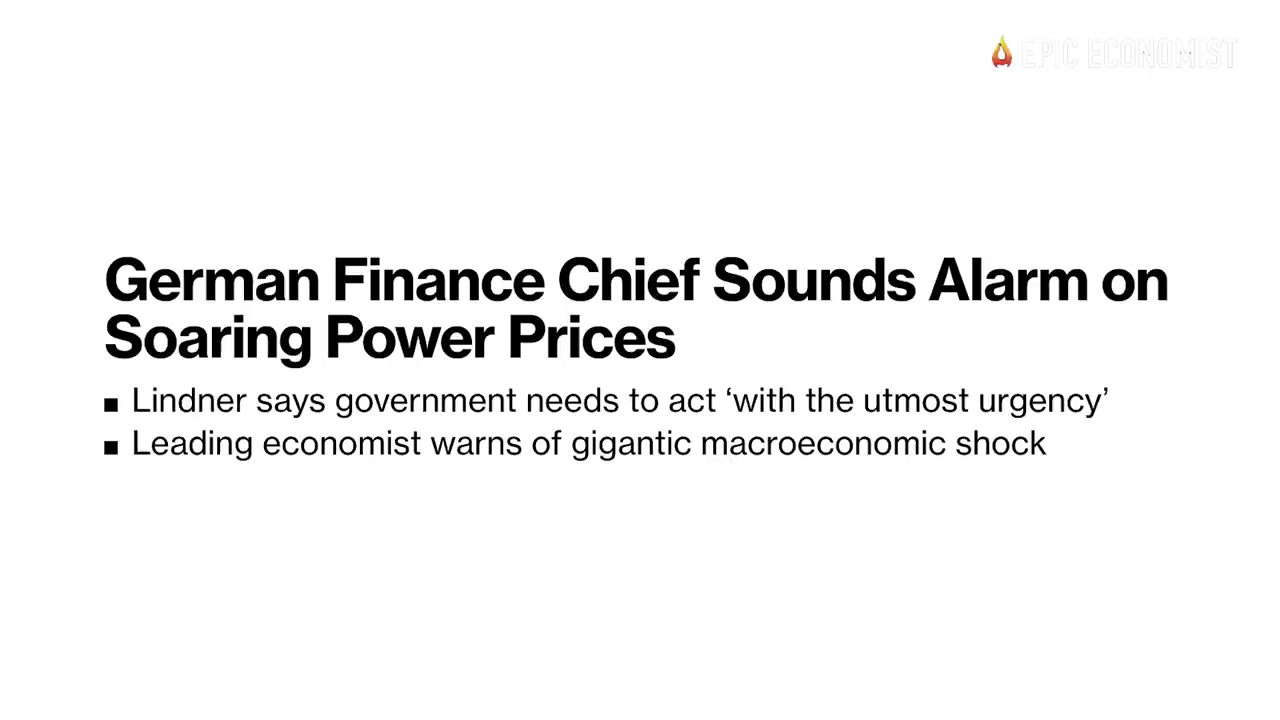 EPIC ECONOMIST
German Finance Chief Sounds Alarm on
Soaring Power Prices
■ Lindner says government needs to act ‘with the utmost urgency’
■ Leading economist warns of gigantic macroeconomic shock